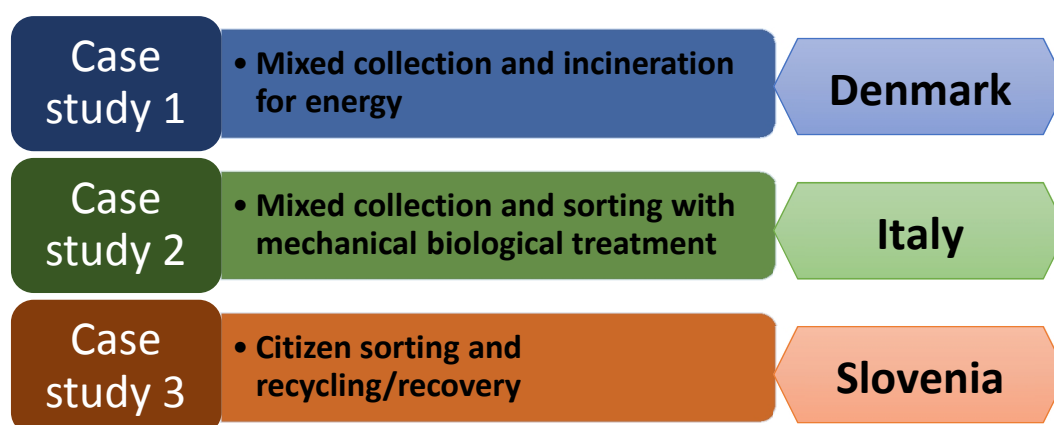 Case
study 1
• Mixed collection and incineration
for energy
Denmark
Case
study 2
• Mixed collection and sorting with
mechanical biological treatment
Italy
Case
study 3
• Citizen sorting and
recycling/recovery
Slovenia